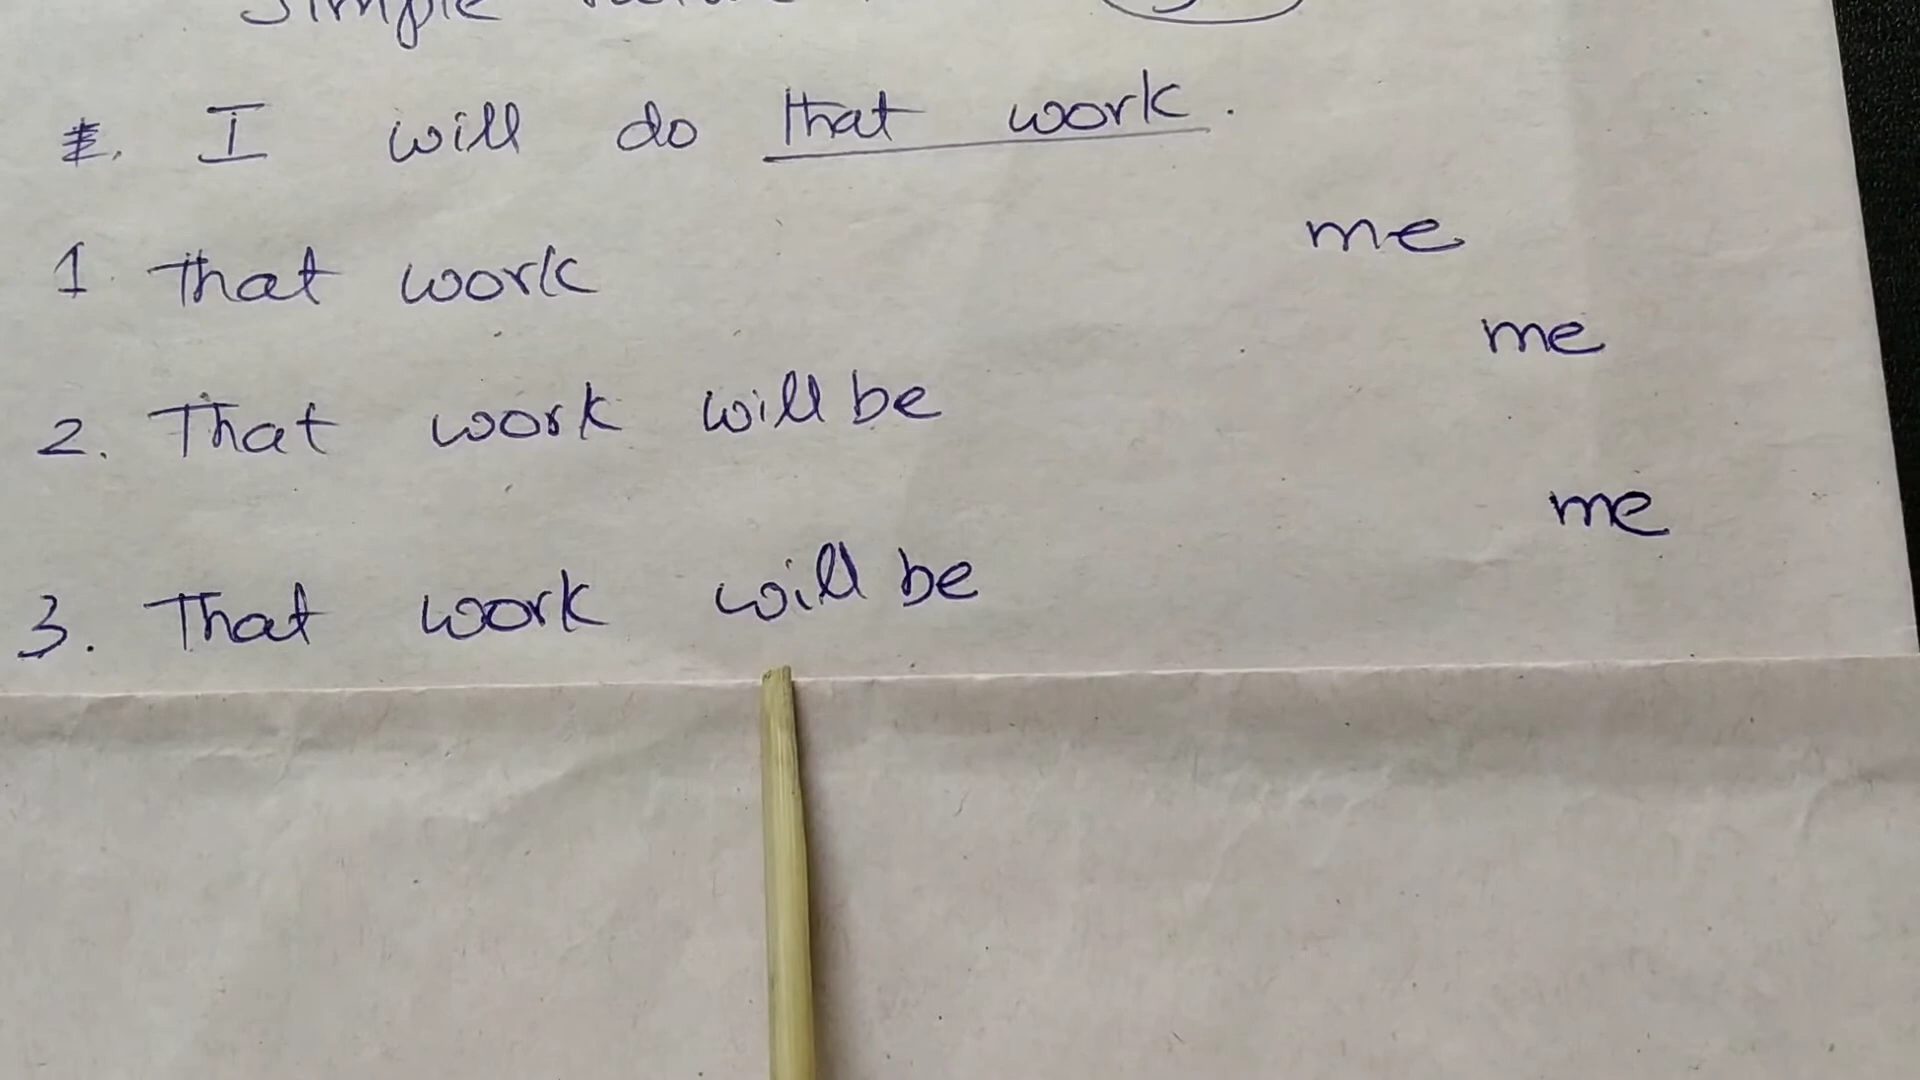 Simple
I will do that work.
1. That work me
2. That work will be me
3. That work will be me